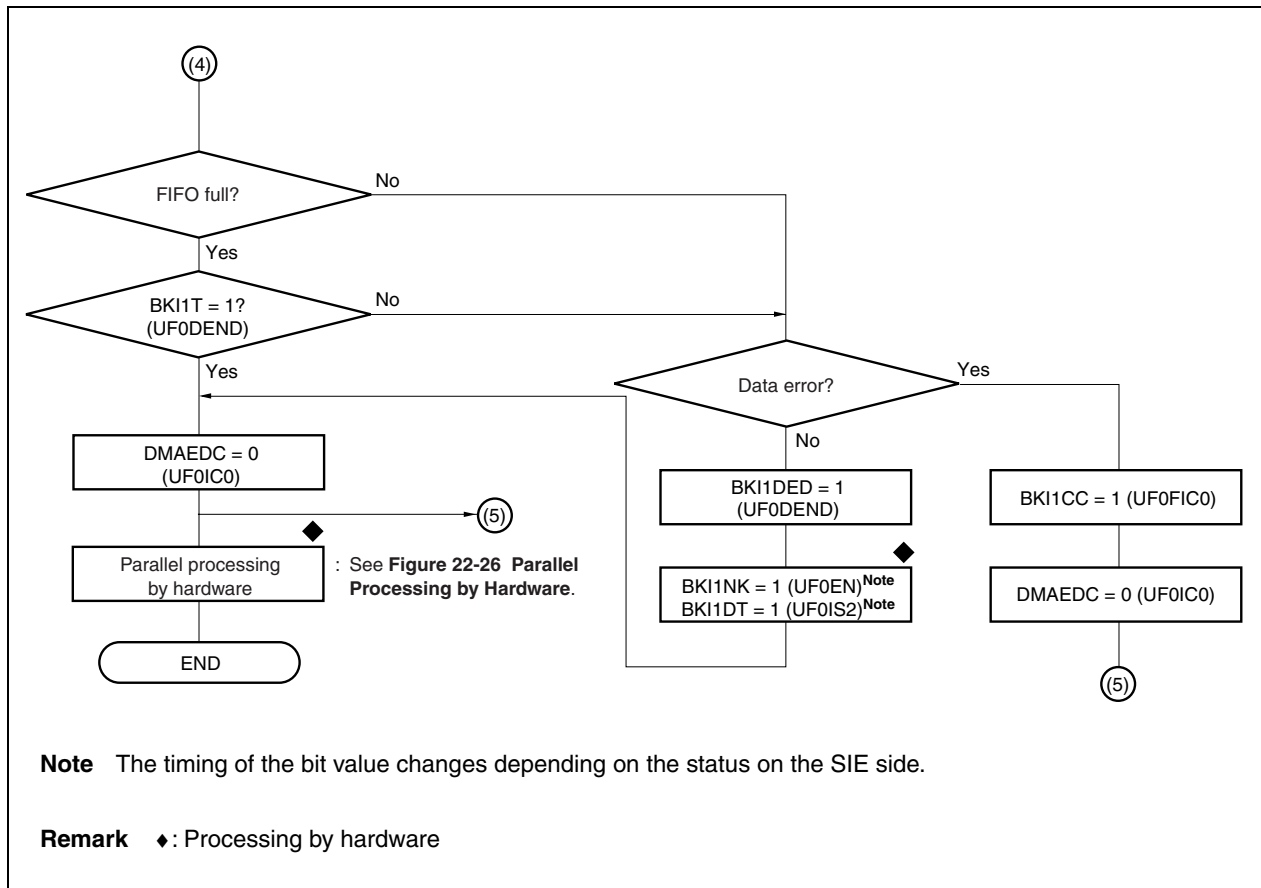 (4)
FIFO full?
No
Yes
BKI1T = 1?
(UF0DEND)
No
Yes
Data error?
Yes
No
DMAEDC = 0
(UF0IC0)
(5)
Parallel processing
by hardware
: See Figure 22-26 Parallel
Processing by Hardware.
END
BKI1DED = 1
(UF0DEND)
BKI1NK = 1 (UF0EN)Note
BKI1DT = 1 (UF0IS2)Note
BKI1CC = 1 (UF0FIC0)
DMAEDC = 0 (UF0IC0)
(5)
Note The timing of the bit value changes depending on the status on the SIE side.
Remark ♦: Processing by hardware